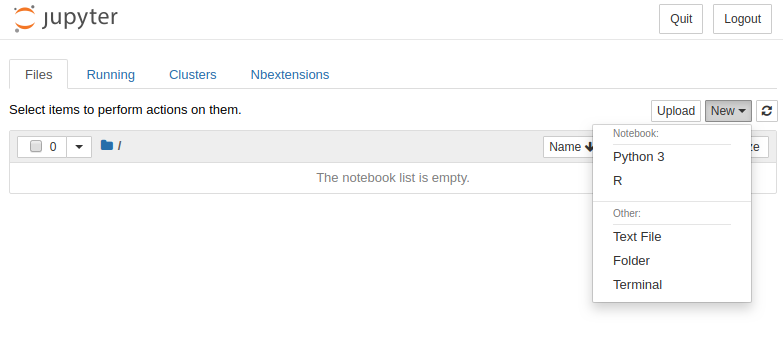 jupyter
Quit
Logout
Files
Running
Clusters
Nbextensions
Select items to perform actions on them.
Upload
New
0
/
Name
ze
The notebook list is empty.
Notebook:
Python 3
R
Other:
Text File
Folder
Terminal